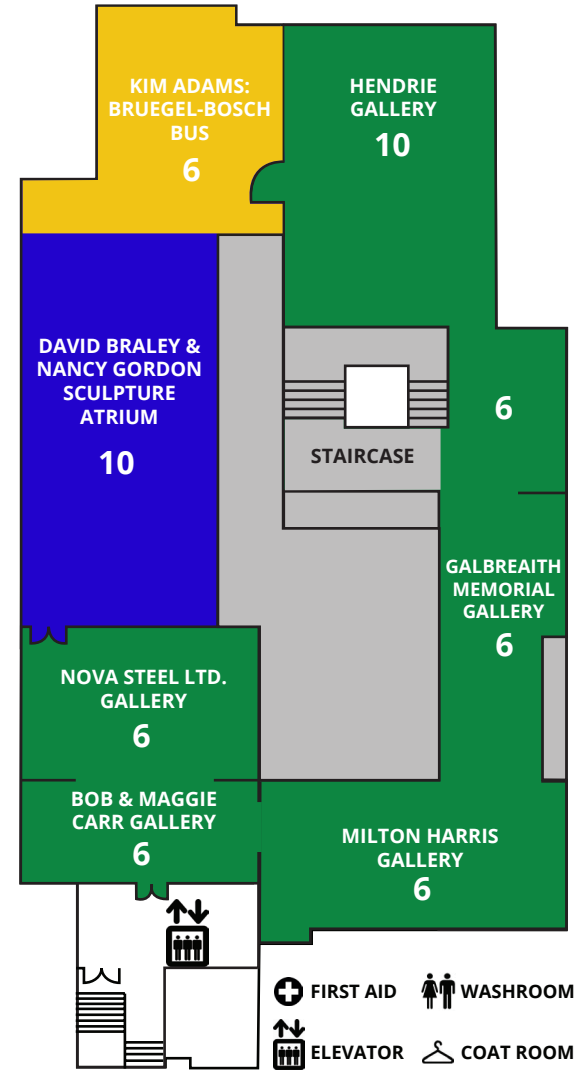 KIM ADAMS:
BRUEGEL-BOSCH
BUS
6
HENDRIE
GALLERY
10
DAVID BRALEY &
NANCY GORDON
SCULPTURE
ATRIUM
10
6
STAIRCASE
GALBREAITH
MEMORIAL
GALLERY
6
NOVA STEEL LTD.
GALLERY
6
BOB & MAGGIE
CARR GALLERY
6
MILTON HARRIS
GALLERY
6
FIRST AID
WASHROOM
ELEVATOR
COAT ROOM